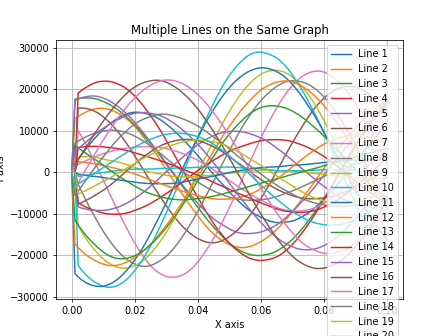 Multiple Lines on the Same Graph
30000
20000
10000
0
−10000
−20000
−30000
0.00
0.02
0.04
0.06
X axis
Line 1
Line 2
Line 3
Line 4
Line 5
Line 6
Line 7
Line 8
Line 9
Line 10
Line 11
Line 12
Line 13
Line 14
Line 15
Line 16
Line 17
Line 18
Line 19
Line 20